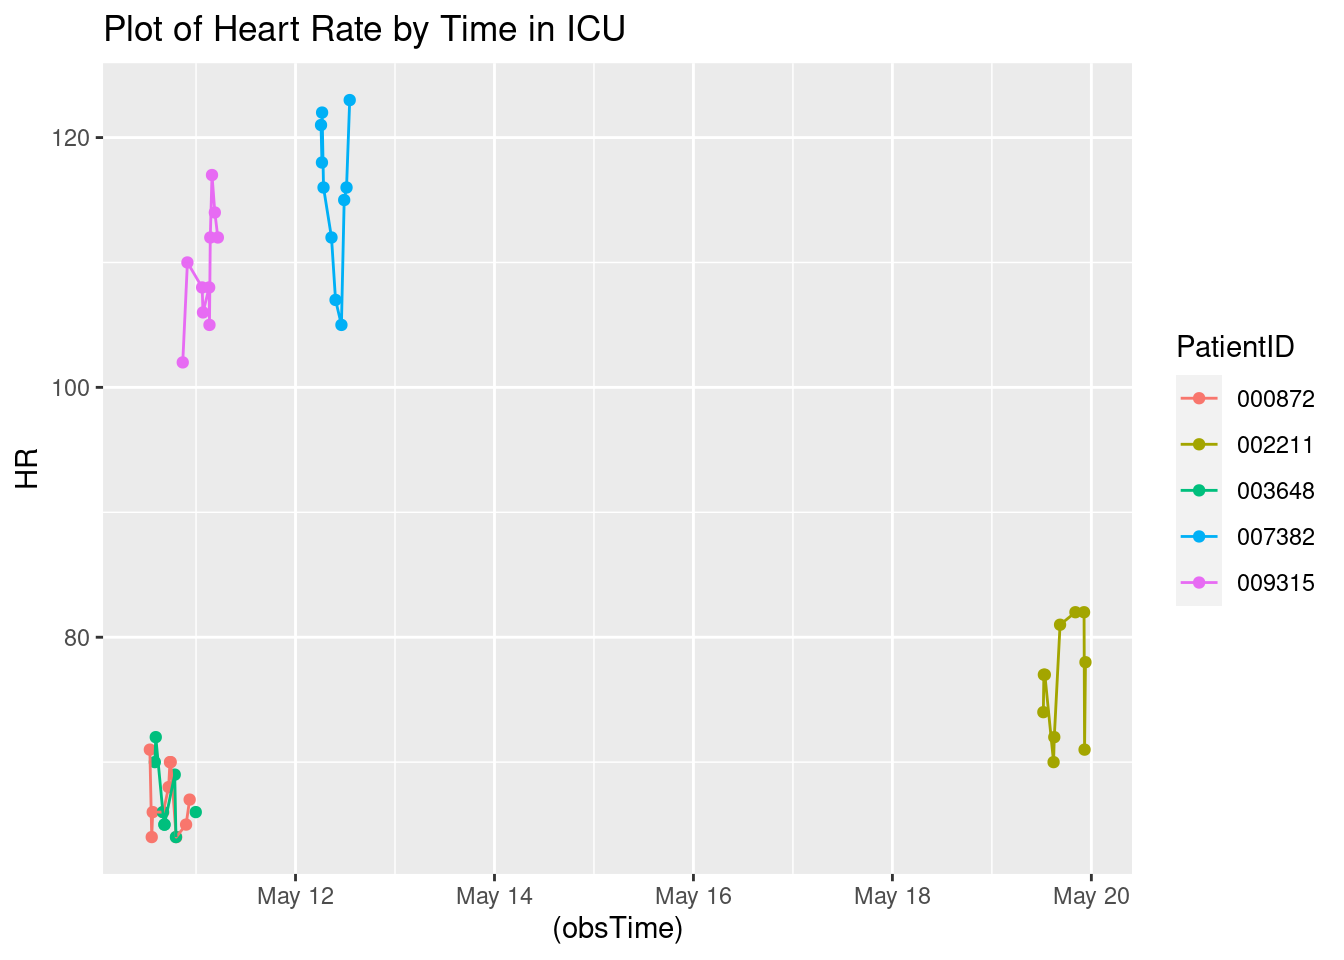 Plot of Heart Rate by Time in ICU
120
100
80
HR
May 12
May 14
May 16
May 18
May 20
(obsTime)
PatientID
000872
002211
003648
007382
009315